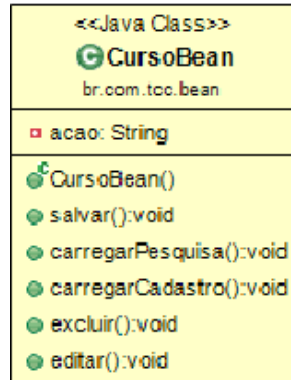 <<Java Class>>
CursoBean
br.com.tcc.bean
acao: String
CursoBean()
salvar():void
carregarPesquisa():void
carregarCadastro():void
excluir():void
editar():void